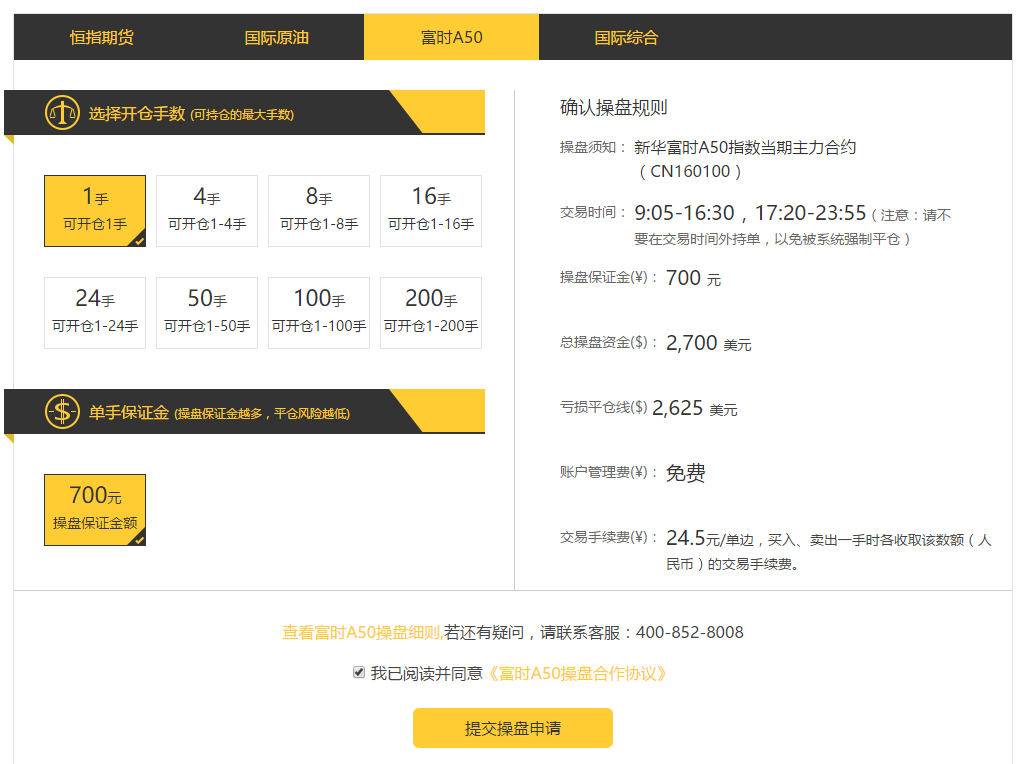 恒指期货 国际原油 富时A50 国际综合
选择开仓手数 (可持仓的最大手数)
1手 4手 8手 16手
可开仓1手 可开仓1-4手 可开仓1-8手 可开仓1-16手
24手 50手 100手 200手
可开仓1-24手 可开仓1-50手 可开仓1-100手 可开仓1-200手
单手保证金 (操盘保证金越多，平仓风险越低)
700元
操盘保证金额
确认操盘规则
操盘须知： 新华富时A50指数当期主力合约
（ CN160100 ）
交易时间： 9:05-16:30，17:20-23:55（ 注意：请不
要在交易时间外持单，以免被系统强制平仓 ）
操盘保证金(¥)： 700 元
总操盘资金($)： 2,700 美元
亏损平仓线($) 2,625 美元
账户管理费(¥)： 免费
交易手续费(¥)： 24.5元/单边，买入、卖出一手时各收取该数额（ 人
民币 ）的交易手续费。
查看富时A50操盘细则,若还有疑问，请联系客服：400-852-8008
我已阅读并同意《富时A50操盘合作协议》
提交操盘申请